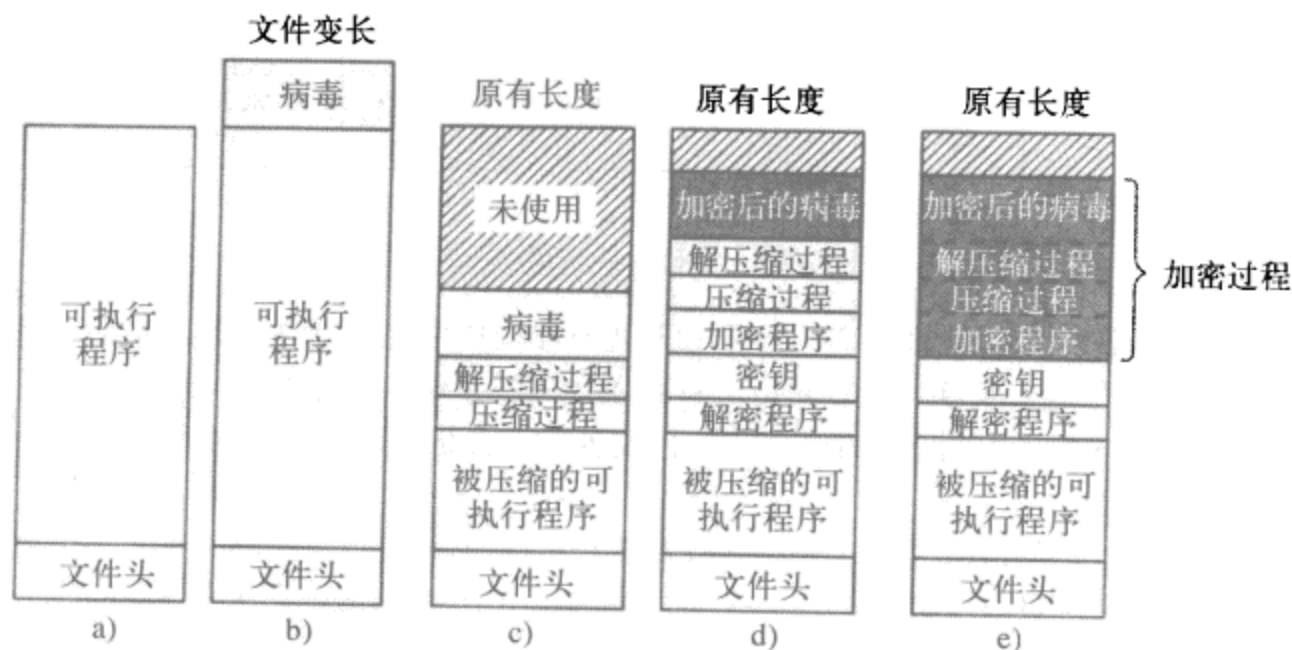 文件变长
病毒
可执行
程序
文件头
a)
可执行
程序
文件头
b)
原有长度
未使用
病毒
解压缩过程
压缩过程
被压缩的可
执行程序
文件头
c)
原有长度
加密后的病毒
解压缩过程
压缩过程
加密程序
密钥
解密程序
被压缩的可
执行程序
文件头
d)
原有长度
加密后的病毒
解压缩过程
压缩过程
加密程序
密钥
解密程序
被压缩的可
执行程序
文件头
e)
加密过程